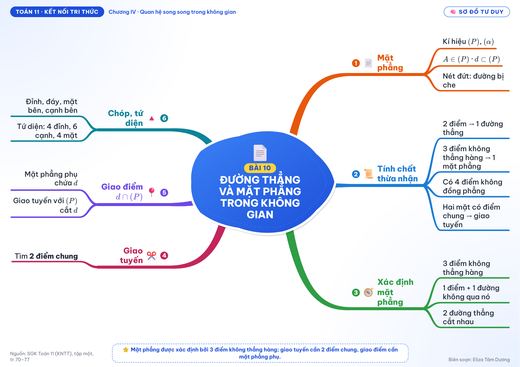 TOÁN 11 · KẾT NỐI TRI THỨC
Chương IV · Quan hệ song song trong không gian
SƠ ĐỒ TƯ DUY
BÀI 10
ĐƯỜNG THẲNG
VÀ MẶT PHẲNG
TRONG KHÔNG
GIAN
1 Mặt
phẳng
Kí hiệu (P), (α)
A ∈ (P) · d ⊂ (P)
Nét đứt: đường bị
che
2 Tính chất
thừa nhận
2 điểm → 1 đường
thẳng
3 điểm không
thẳng hàng → 1
mặt phẳng
Có 4 điểm không
đồng phẳng
Hai mặt có điểm
chung → giao
tuyến
3 Xác định
mặt
phẳng
3 điểm không
thẳng hàng
1 điểm + 1 đường
không qua nó
2 đường thẳng
cắt nhau
Giao 4
tuyến
Tìm 2 điểm chung
Giao điểm 5
d ∩ (P)
Mặt phẳng phụ
chứa d
Giao tuyến với (P)
cắt d
Chóp, tứ 6
diện
Đỉnh, đáy, mặt
bên, cạnh bên
Tứ diện: 4 đỉnh, 6
cạnh, 4 mặt
Mặt phẳng được xác định bởi 3 điểm không thẳng hàng; giao tuyến cần 2 điểm chung, giao điểm cần
mặt phẳng phụ.
Nguồn: SGK Toán 11 (KNTT), tập một,
tr.70–77
Biên soạn: Eliza Tâm Dương